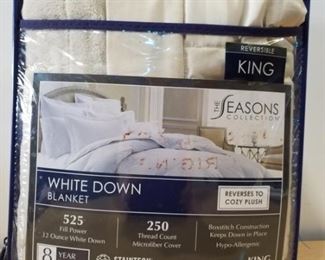 REVERSIBLE
KING
THE SEASONS
COLLECTION
WHITE DOWN
BLANKET
REVERSES TO
COZY PLUSH
525
Fill Power
12 Ounce White Down
250
Thread Count
Microfiber Cover
Boxstitch Construction
Keeps Down in Place
Hypo-Allergenic
8 YEAR
KING